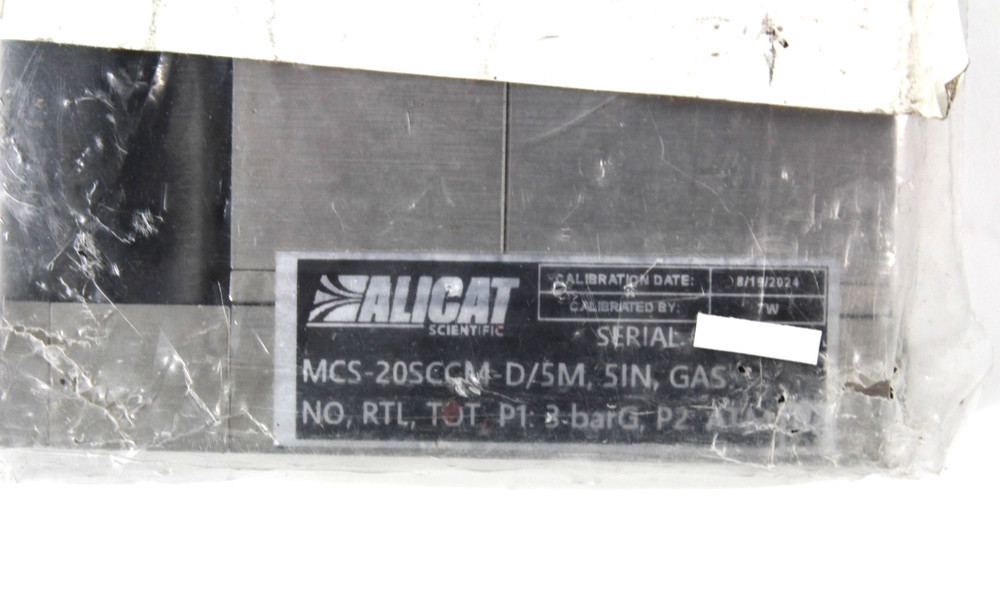 ALICAT
SCIENTIFIC
CALIBRATION DATE: 8/19/2024
CALIBRATED BY: TW
SERIAL:
MCS-20SCCM-D/5M, 5IN, GAS:
NO, RTL, TOT, P1: 3-barG, P2: